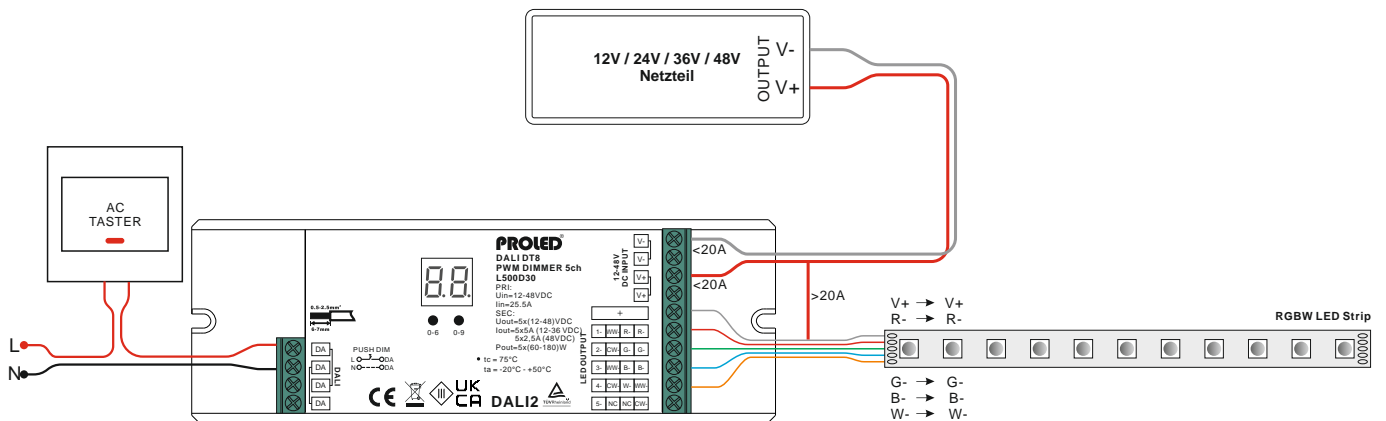 12V / 24V / 36V / 48V
Netzteil
OUTPUT
V-
V+
AC
TASTER
L
N
PROLED®
DALI DT8
PWM DIMMER 5ch
L500D30
PRI:
Uin=12-48VDC
Iin=25.5A
SEC:
Uout=5x(12-48)VDC
Iout=5x5A (12-36 VDC)
5x2,5A (48VDC)
Pout=5x(60-180)W
• tc = 75°C
ta = -20°C - +50°C
0.5-2.5mm²
6-7mm
8.8.
0-6
0-9
PUSH DIM
L DA
N DA
DA
DA
DA
DA
DALI
CE
III
UK
CA
DALI2
TÜVRheinland
12-48V
DC INPUT
V-
V-
V+
V+
LED OUTPUT
+
1- WW- R- R-
2- CW- G- G-
3- WW- B- B-
4- CW- W- WW-
5- NC NC CW-
<20A
<20A
>20A
V+ → V+
R- → R-
RGBW LED Strip
G- → G-
B- → B-
W- → W-